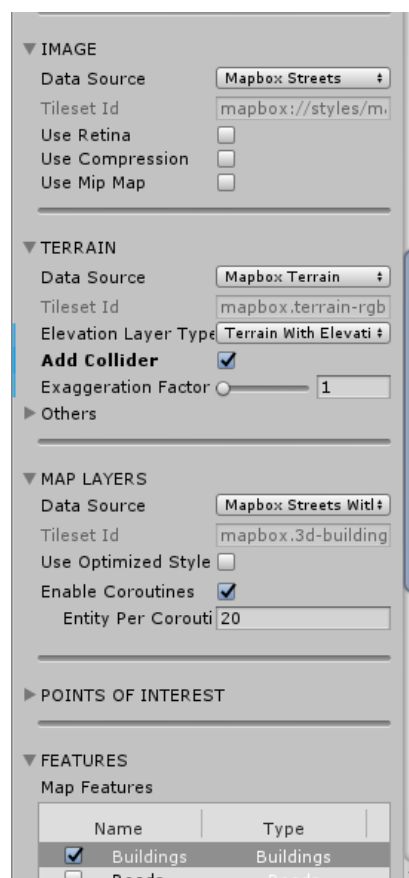 IMAGE
Data Source Mapbox Streets
Tileset Id mapbox://styles/m
Use Retina
Use Compression
Use Mip Map
TERRAIN
Data Source Mapbox Terrain
Tileset Id mapbox.terrain-rgb
Elevation Layer Type Terrain With Elevati
Add Collider
Exaggeration Factor 1
Others
MAP LAYERS
Data Source Mapbox Streets Witl
Tileset Id mapbox.3d-building
Use Optimized Style
Enable Coroutines
Entity Per Corouti 20
POINTS OF INTEREST
FEATURES
Map Features
Name Type
Buildings Buildings